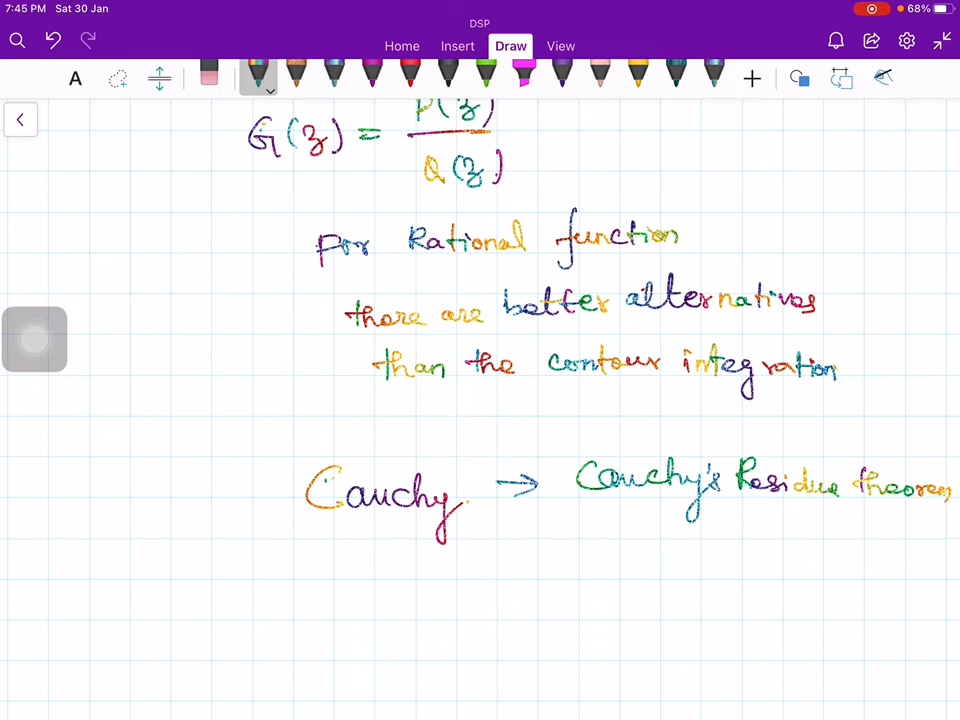 7:45 PM Sat 30 Jan
68%
DSP
Home Insert Draw View
A
G(z) = P(z)
Q(z)
For Rational function
there are better alternatives
than the contour integration
Cauchy → Cauchy's Residue theorem